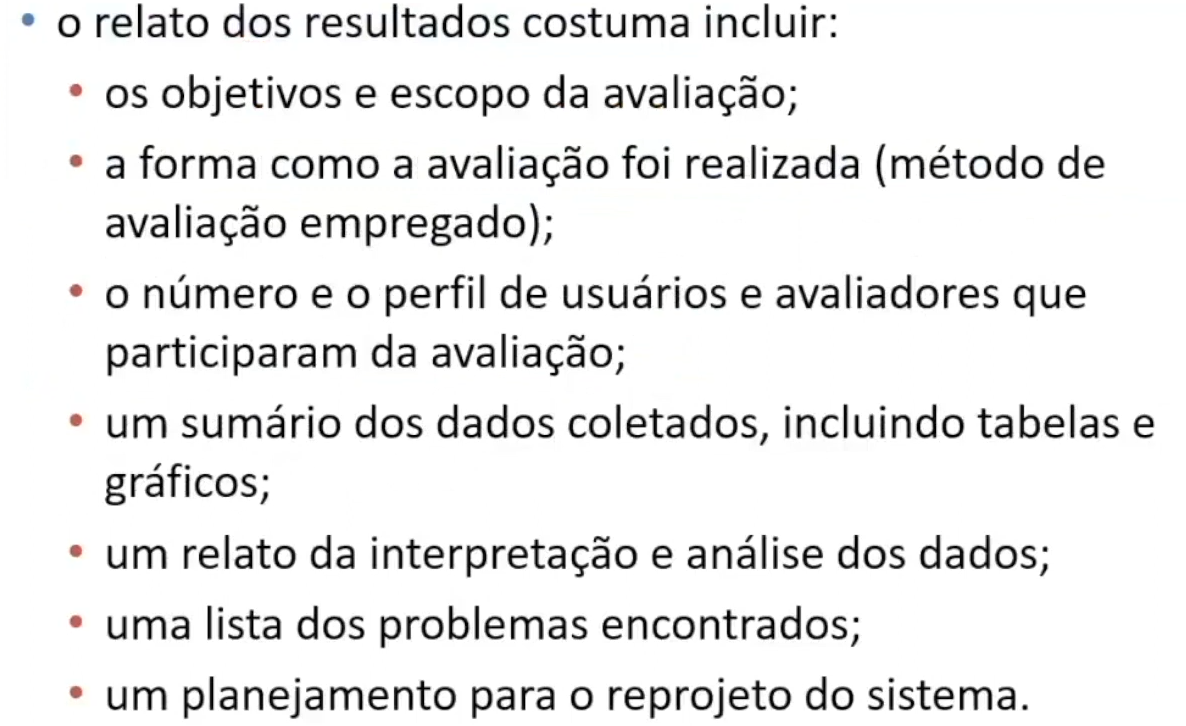 • o relato dos resultados costuma incluir:
• os objetivos e escopo da avaliação;
• a forma como a avaliação foi realizada (método de
avaliação empregado);
• o número e o perfil de usuários e avaliadores que
participaram da avaliação;
• um sumário dos dados coletados, incluindo tabelas e
gráficos;
• um relato da interpretação e análise dos dados;
• uma lista dos problemas encontrados;
• um planejamento para o reprojeto do sistema.